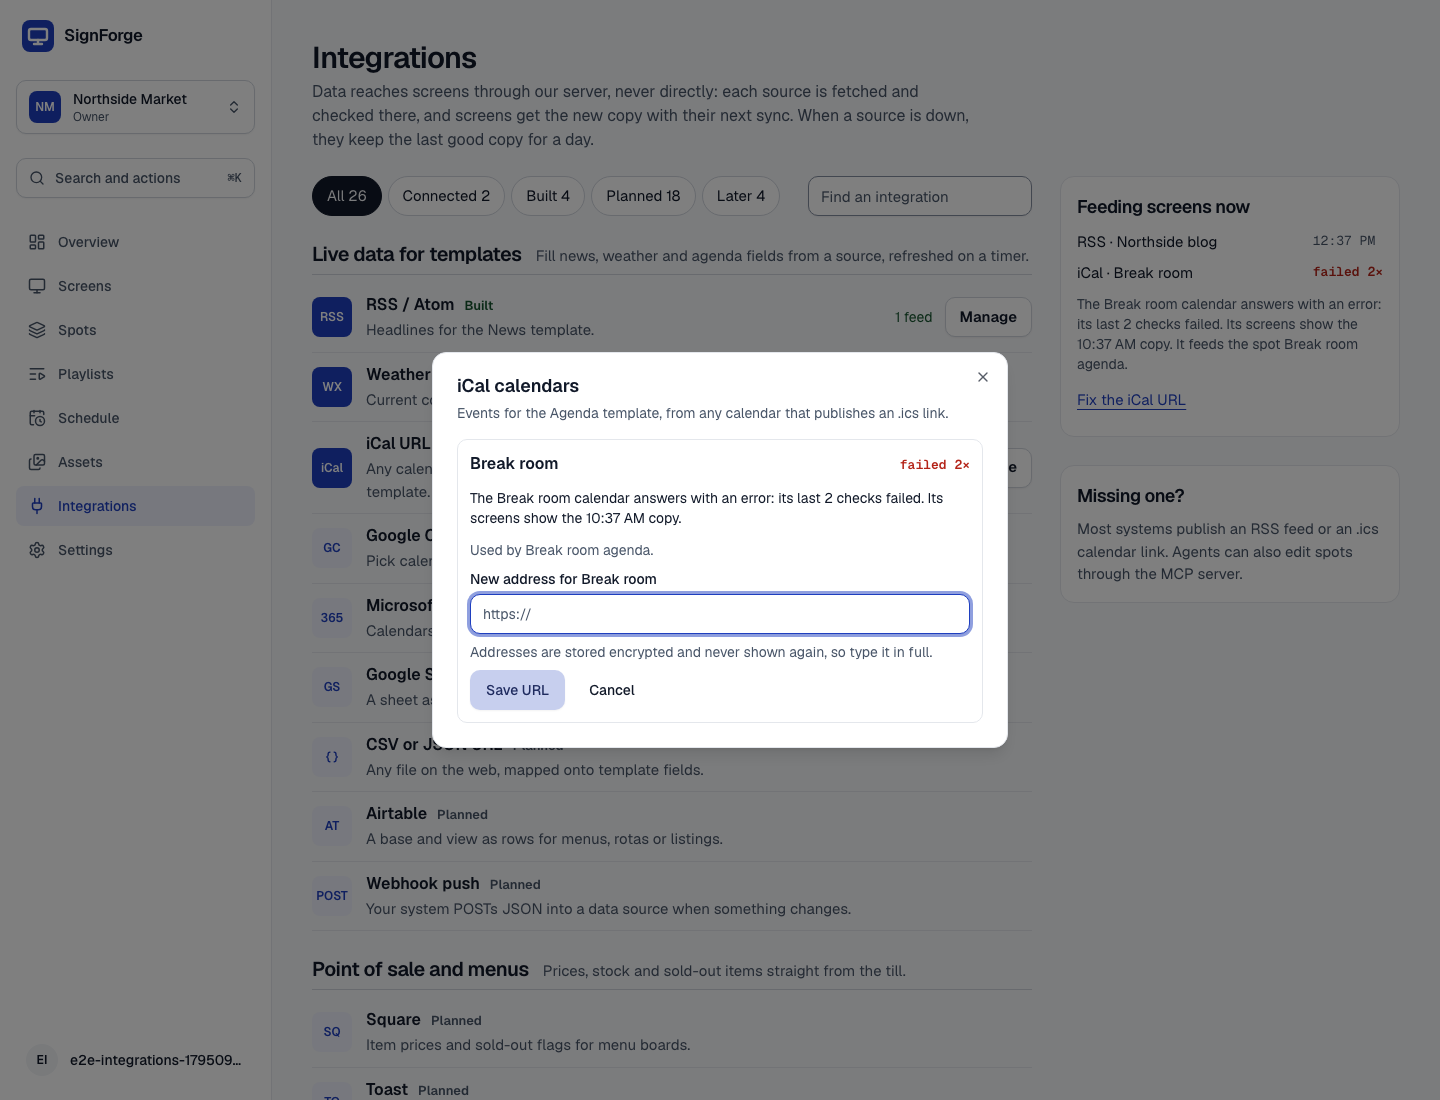 SignForge
NM
Northside Market
Owner
Search and actions
⌘K
Overview
Screens
Spots
Playlists
Schedule
Assets
Integrations
Settings
EI
e2e-integrations-179509...
Integrations
Data reaches screens through our server, never directly: each source is fetched and
checked there, and screens get the new copy with their next sync. When a source is down,
they keep the last good copy for a day.
All 26
Connected 2
Built 4
Planned 18
Later 4
Find an integration
Live data for templates
Fill news, weather and agenda fields from a source, refreshed on a timer.
RSS
RSS / Atom
Built
Headlines for the News template.
1 feed
Manage
WX
Weather
iCal
iCal URL
template.
GC
365
GS
iCal calendars
Events for the Agenda template, from any calendar that publishes an .ics link.
Break room
failed 2×
The Break room calendar answers with an error: its last 2 checks failed. Its
screens show the 10:37 AM copy.
Used by Break room agenda.
New address for Break room
https://
Addresses are stored encrypted and never shown again, so type it in full.
Save URL
Cancel
{}
Any file on the web, mapped onto template fields.
AT
Airtable
Planned
A base and view as rows for menus, rotas or listings.
POST
Webhook push
Planned
Your system POSTs JSON into a data source when something changes.
Point of sale and menus
Prices, stock and sold-out items straight from the till.
SQ
Square
Planned
Item prices and sold-out flags for menu boards.
Toast
Planned
Feeding screens now
RSS · Northside blog
12:37 PM
iCal · Break room
failed 2×
The Break room calendar answers with an error:
its last 2 checks failed. Its screens show the
10:37 AM copy. It feeds the spot Break room
agenda.
Fix the iCal URL
Missing one?
Most systems publish an RSS feed or an .ics
calendar link. Agents can also edit spots
through the MCP server.